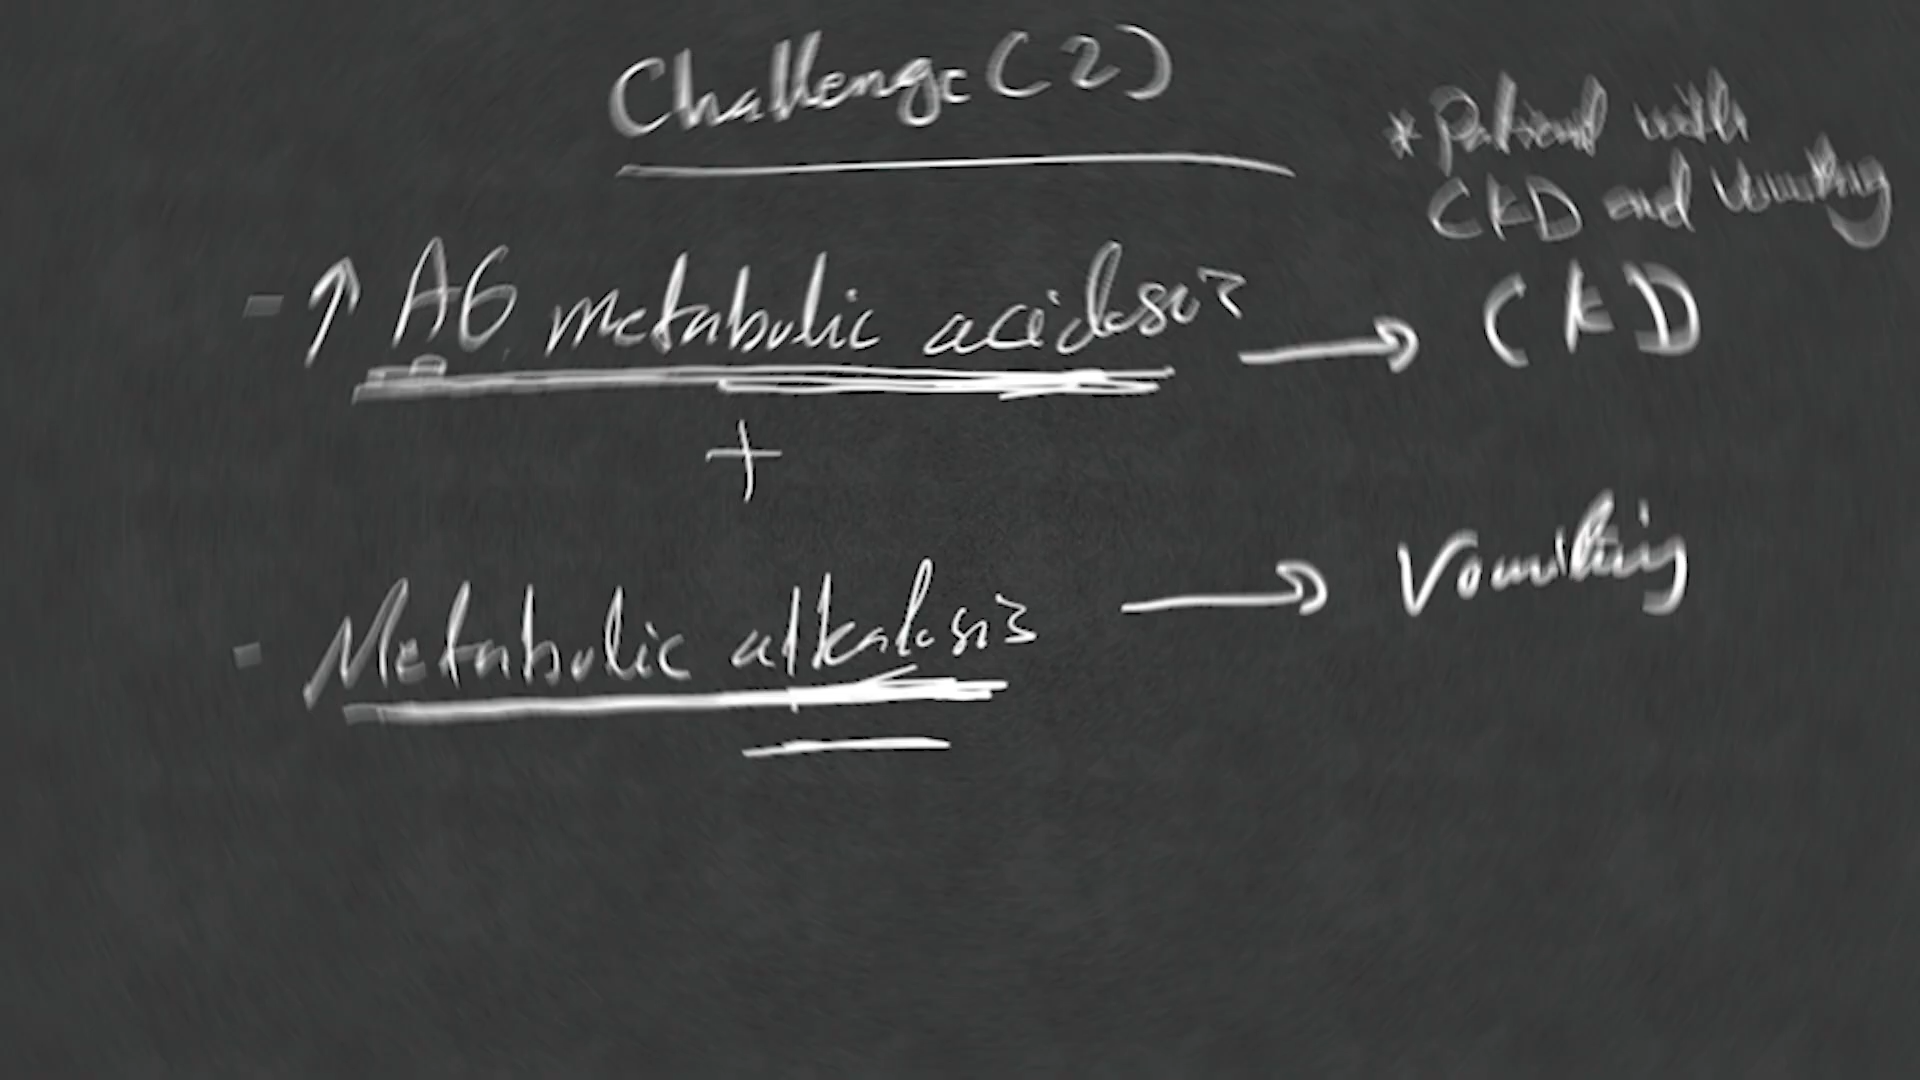 Challenge (2)
* Patient with
CKD and Vomiting
- ↑ AG metabolic acidosis → CKD
+
- Metabolic alkalosis → Vomiting